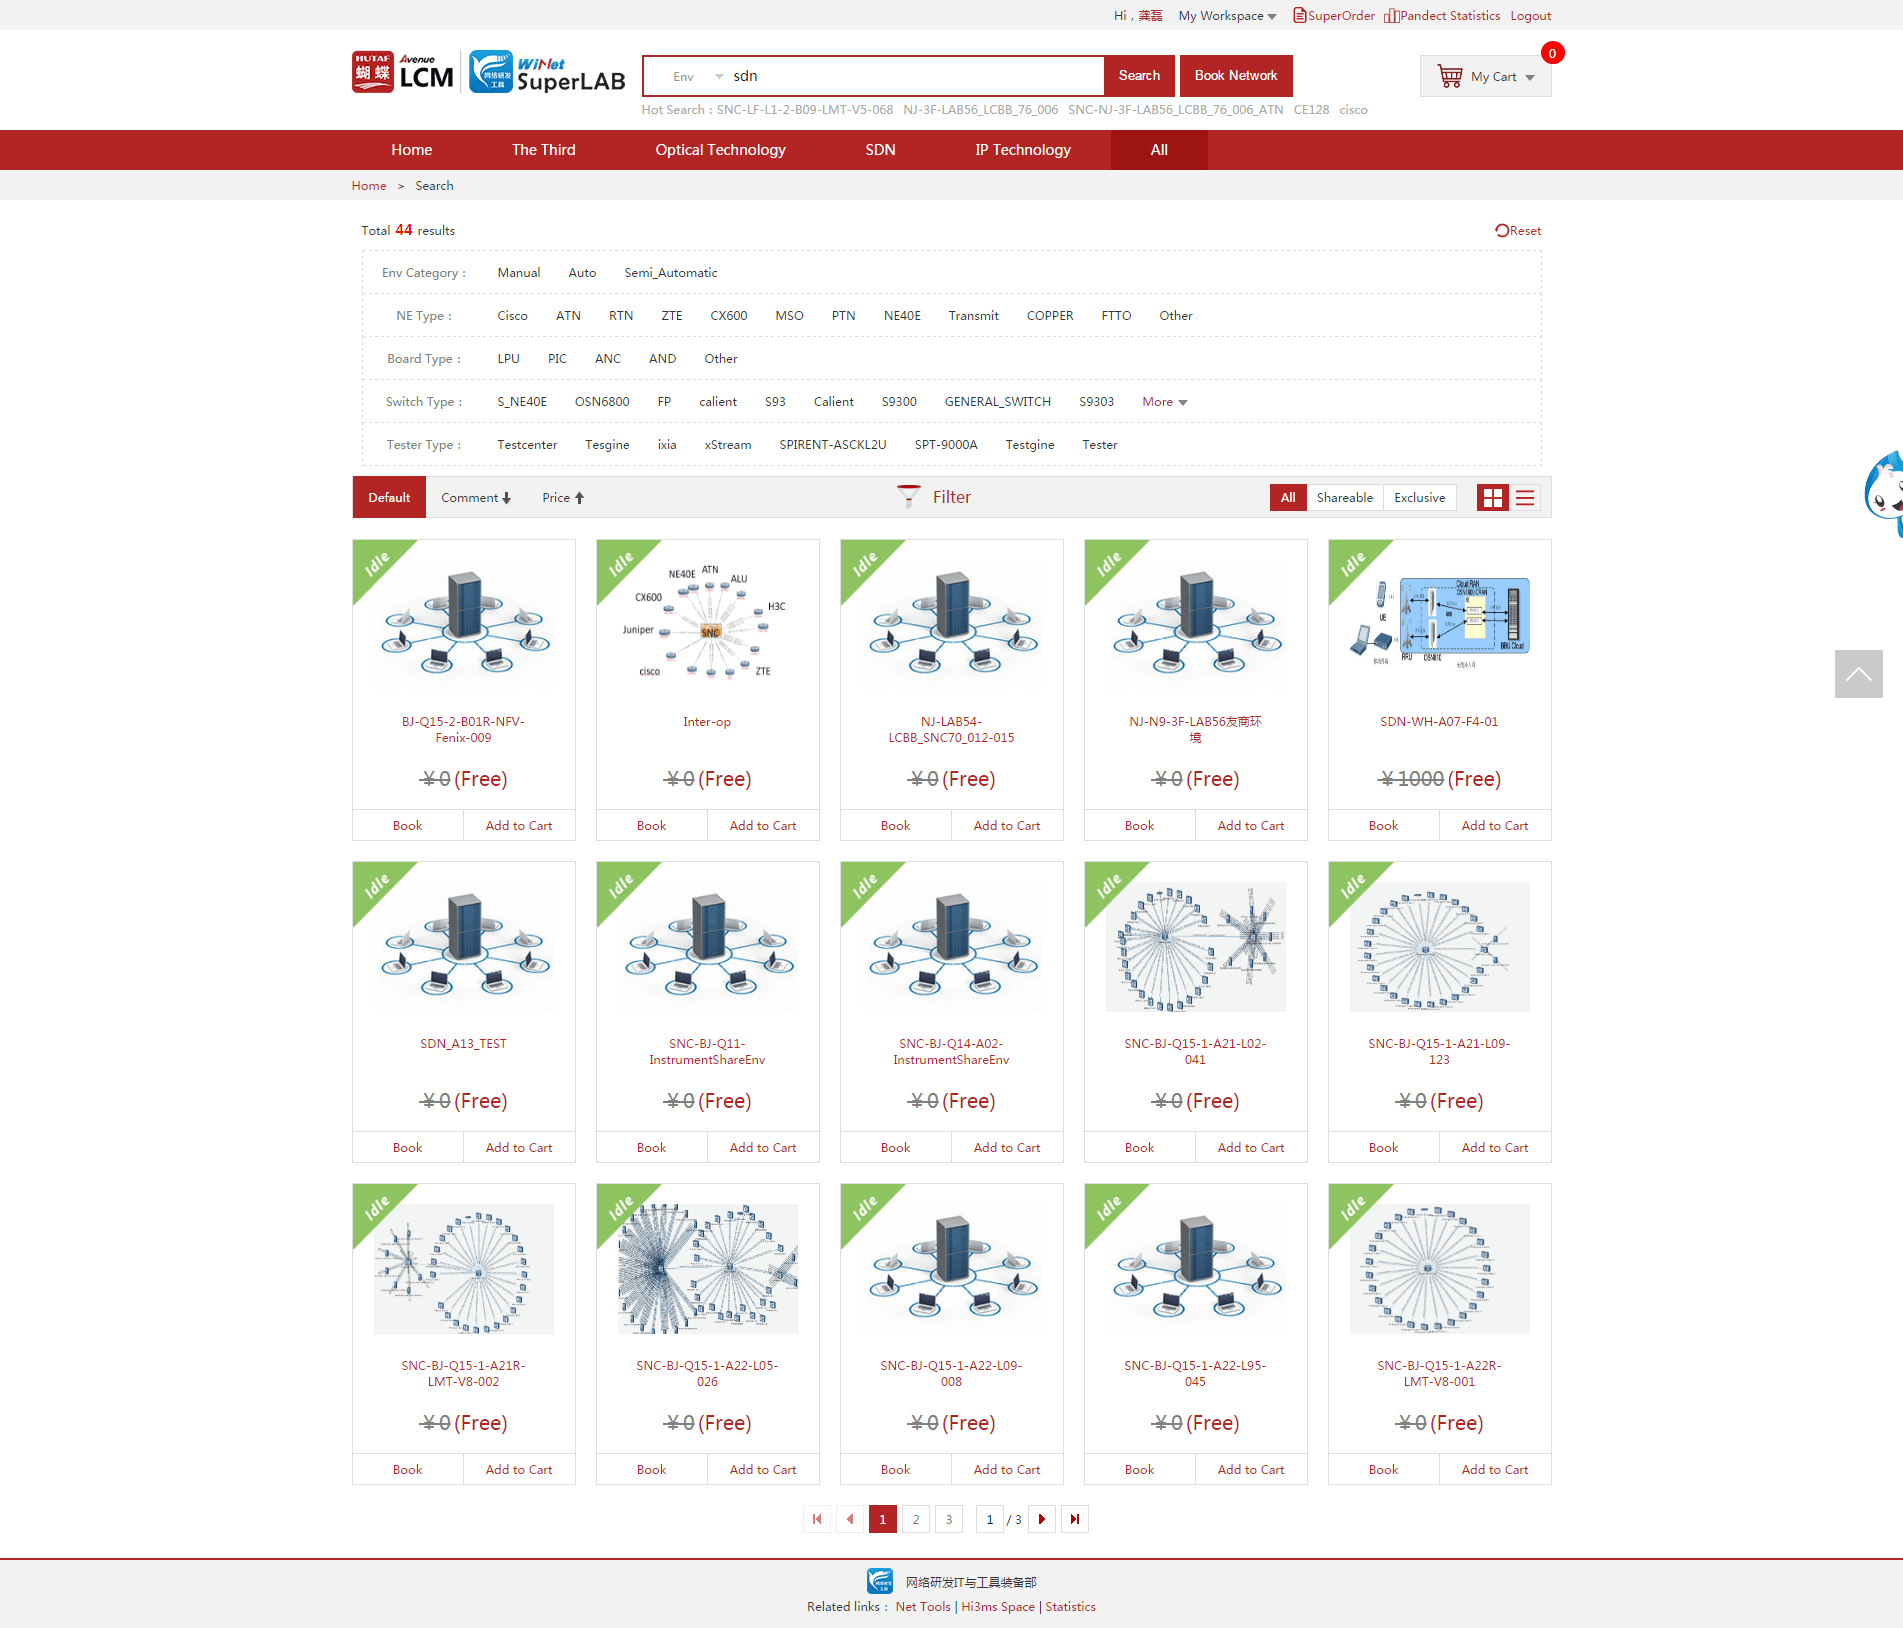 Hi，龚磊 My Workspace SuperOrder Pandect Statistics Logout
HUTAF 蝴蝶 Avenue LCM 网络研发工具 WiNet SuperLAB
Env sdn Search Book Network My Cart 0
Hot Search : SNC-LF-L1-2-B09-LMT-V5-068 NJ-3F-LAB56_LCBB_76_006 SNC-NJ-3F-LAB56_LCBB_76_006_ATN CE128 cisco
Home The Third Optical Technology SDN IP Technology All
Home > Search
Total 44 results Reset
Env Category : Manual Auto Semi_Automatic
NE Type : Cisco ATN RTN ZTE CX600 MSO PTN NE40E Transmit COPPER FTTO Other
Board Type : LPU PIC ANC AND Other
Switch Type : S_NE40E OSN6800 FP calient S93 Calient S9300 GENERAL_SWITCH S9303 More
Tester Type : Testcenter Tesgine ixia xStream SPIRENT-ASCKL2U SPT-9000A Testgine Tester
Default Comment Price Filter All Shareable Exclusive
Idle Idle Idle Idle Idle
NE40E ATN ALU
CX600 H3C
Juniper SNC
cisco ZTE
Cloud RAN
UE
RRU BBU Cloud
BJ-Q15-2-B01R-NFV-
Fenix-009
Inter-op
NJ-LAB54-
LCBB_SNC70_012-015
NJ-N9-3F-LAB56友商环
境
SDN-WH-A07-F4-01
¥0 (Free) ¥0 (Free) ¥0 (Free) ¥0 (Free) ¥1000 (Free)
Book Add to Cart Book Add to Cart Book Add to Cart Book Add to Cart Book Add to Cart
Idle Idle Idle Idle Idle
SDN_A13_TEST
SNC-BJ-Q11-
InstrumentShareEnv
SNC-BJ-Q14-A02-
InstrumentShareEnv
SNC-BJ-Q15-1-A21-L02-
041
SNC-BJ-Q15-1-A21-L09-
123
¥0 (Free) ¥0 (Free) ¥0 (Free) ¥0 (Free) ¥0 (Free)
Book Add to Cart Book Add to Cart Book Add to Cart Book Add to Cart Book Add to Cart
Idle Idle Idle Idle Idle
SNC-BJ-Q15-1-A21R-
LMT-V8-002
SNC-BJ-Q15-1-A22-L05-
026
SNC-BJ-Q15-1-A22-L09-
008
SNC-BJ-Q15-1-A22-L95-
045
SNC-BJ-Q15-1-A22R-
LMT-V8-001
¥0 (Free) ¥0 (Free) ¥0 (Free) ¥0 (Free) ¥0 (Free)
Book Add to Cart Book Add to Cart Book Add to Cart Book Add to Cart Book Add to Cart
1 2 3 1 / 3
网络研发工具 网络研发IT与工具装备部
Related links : Net Tools | Hi3ms Space | Statistics